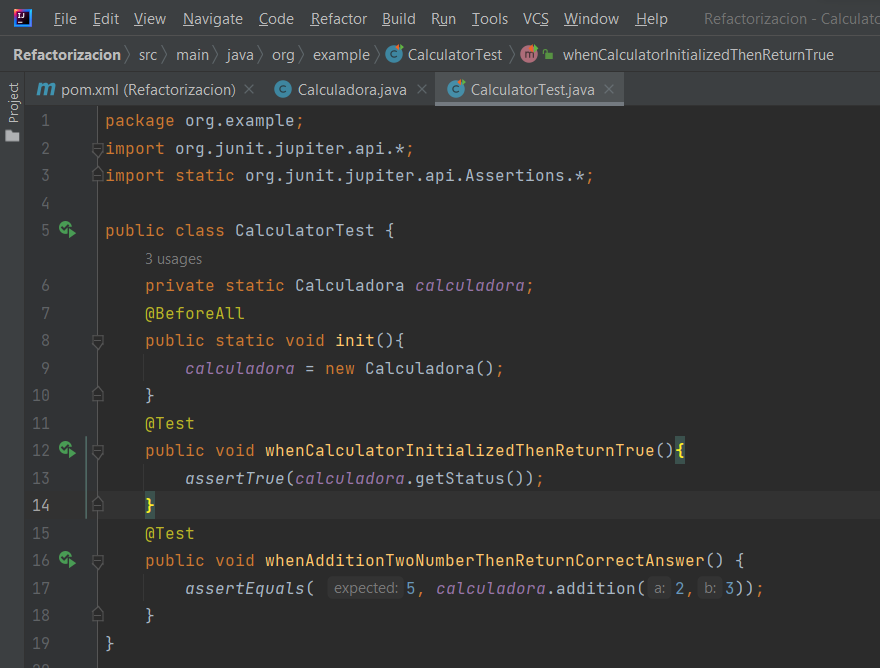 File Edit View Navigate Code Refactor Build Run Tools VCS Window Help Refactorizacion - Calculato
Refactorizacion src main java org example CalculatorTest m whenCalculatorInitializedThenReturnTrue
Project
m pom.xml (Refactorizacion) C Calculadora.java C CalculatorTest.java
1 package org.example;
2 import org.junit.jupiter.api.*;
3 import static org.junit.jupiter.api.Assertions.*;
4
5 public class CalculatorTest {
3 usages
6 private static Calculadora calculadora;
7 @BeforeAll
8 public static void init(){
9 calculadora = new Calculadora();
10 }
11 @Test
12 public void whenCalculatorInitializedThenReturnTrue(){
13 assertTrue(calculadora.getStatus());
14 }
15 @Test
16 public void whenAdditionTwoNumberThenReturnCorrectAnswer() {
17 assertEquals( expected: 5, calculadora.addition( a: 2, b: 3));
18 }
19 }